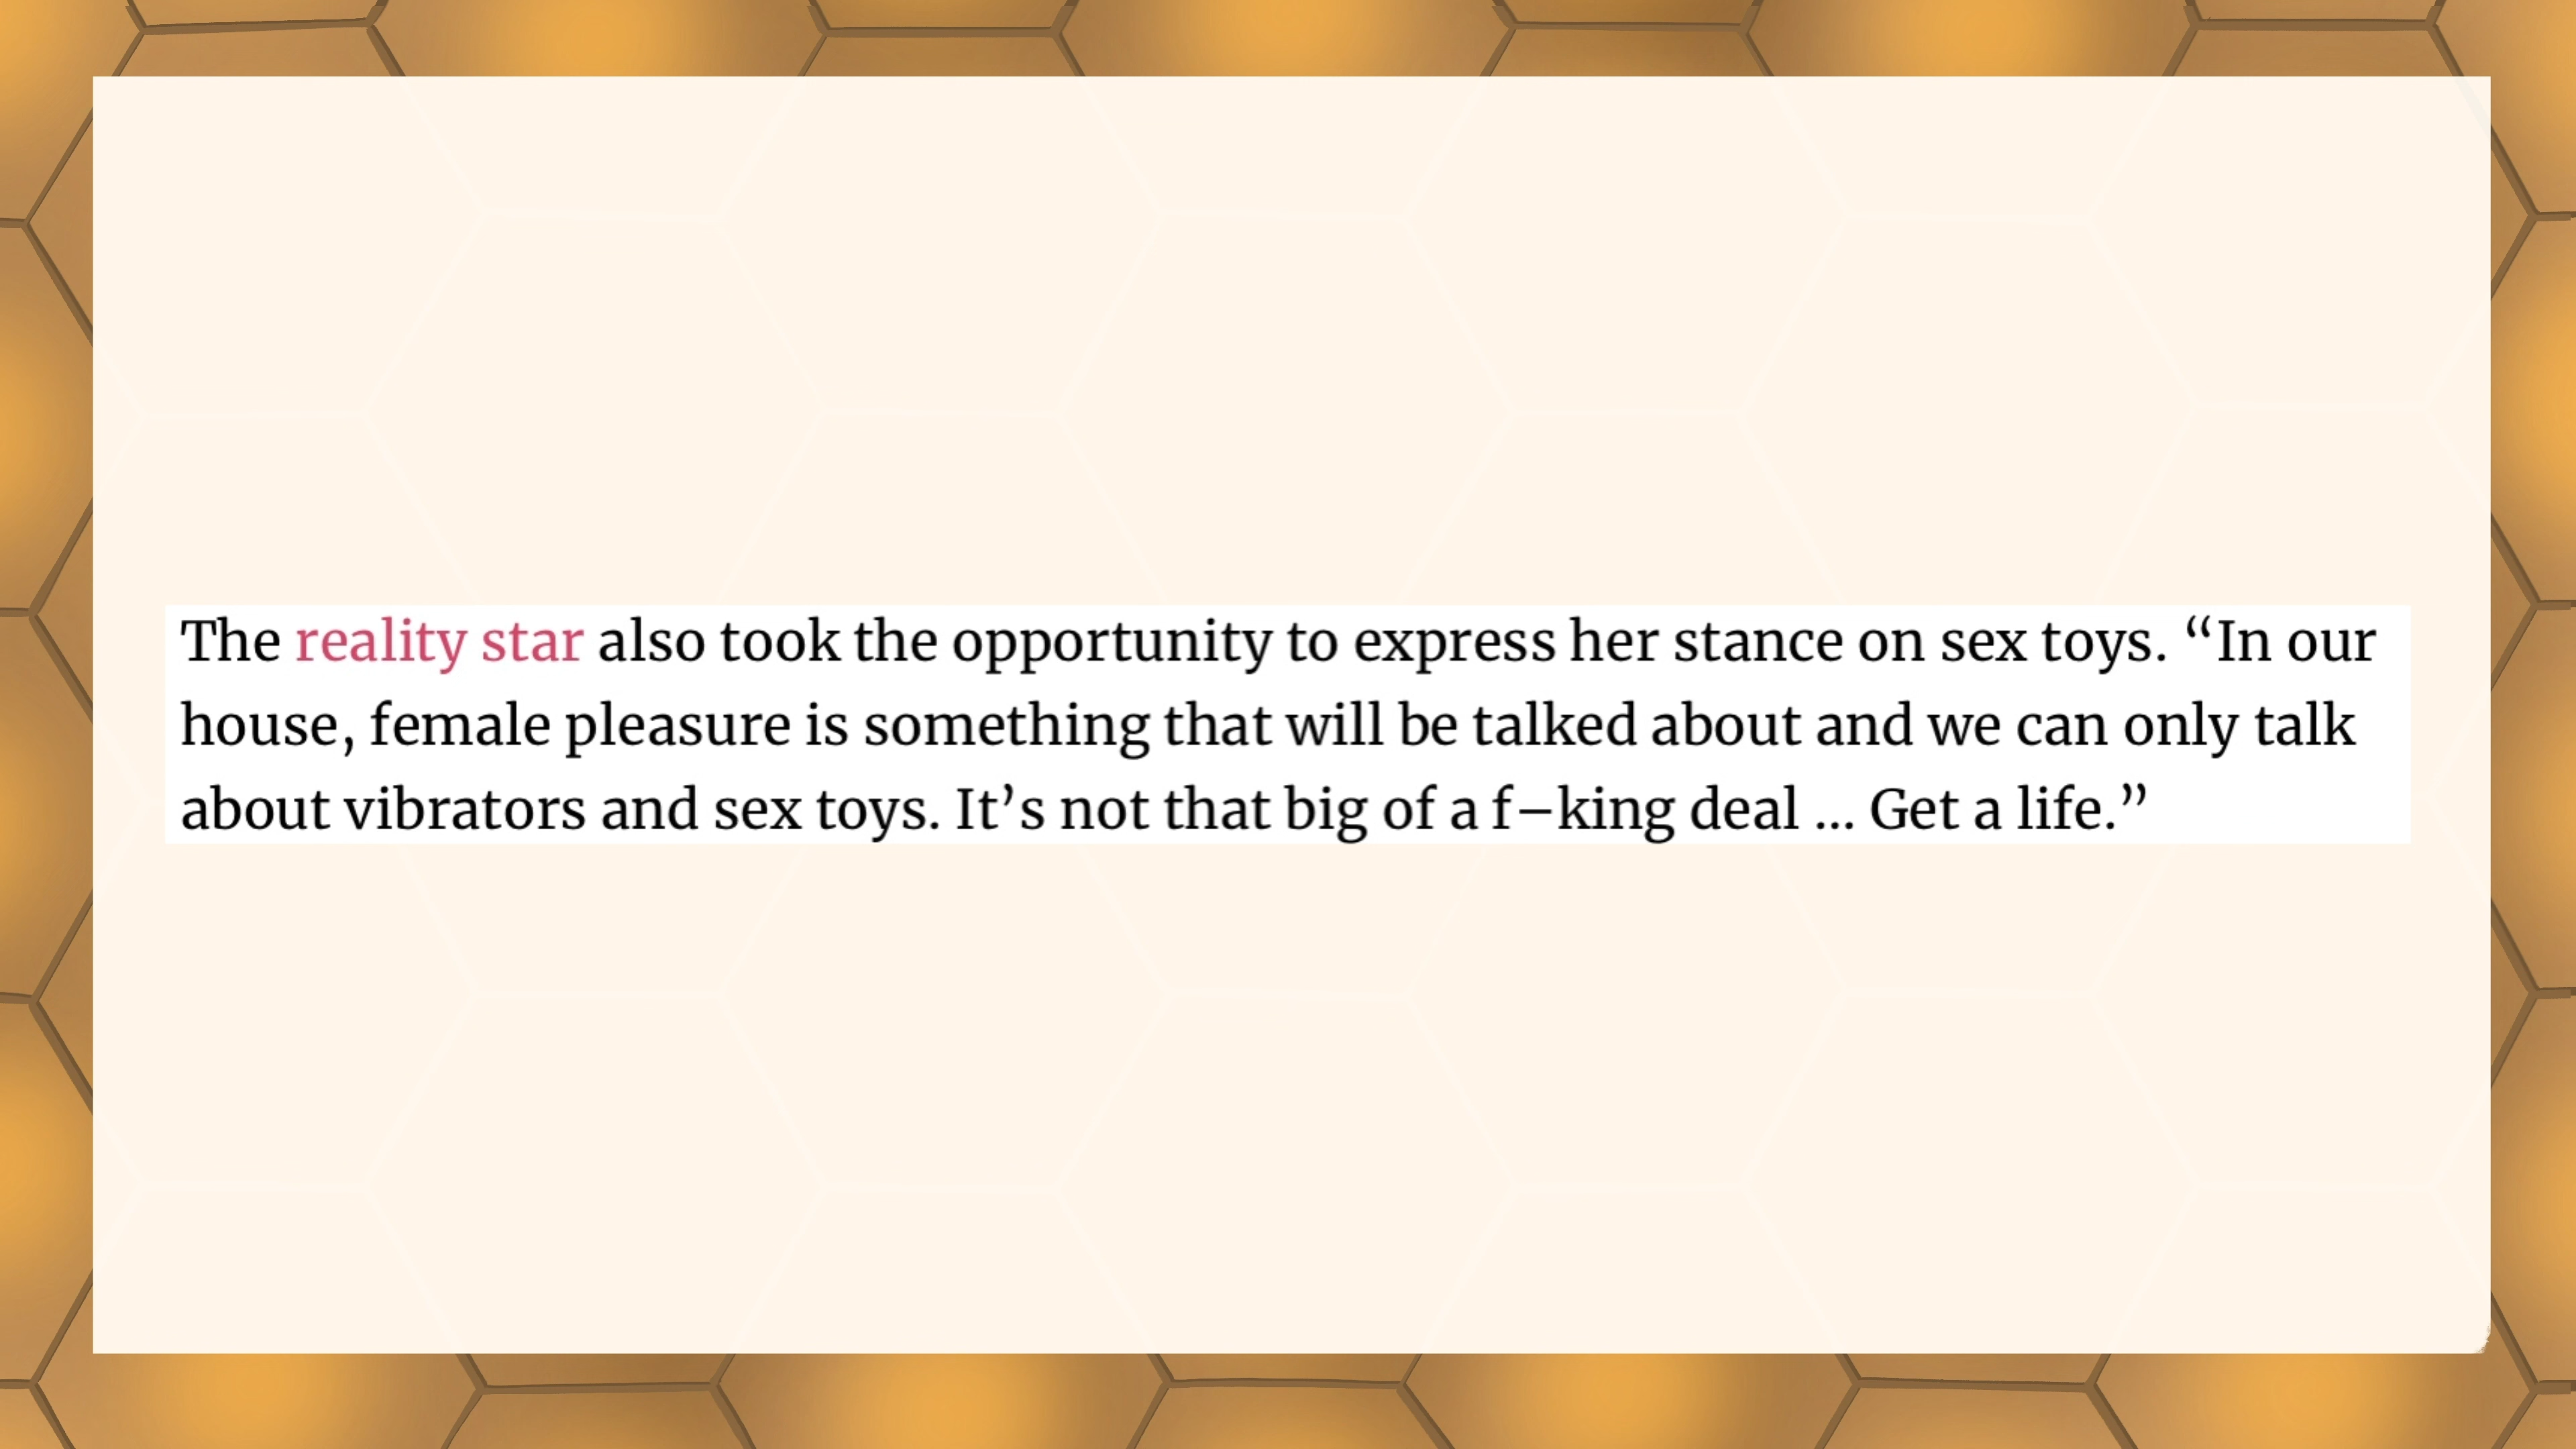 The reality star also took the opportunity to express her stance on sex toys. “In our
house, female pleasure is something that will be talked about and we can only talk
about vibrators and sex toys. It’s not that big of a f–king deal ... Get a life.”